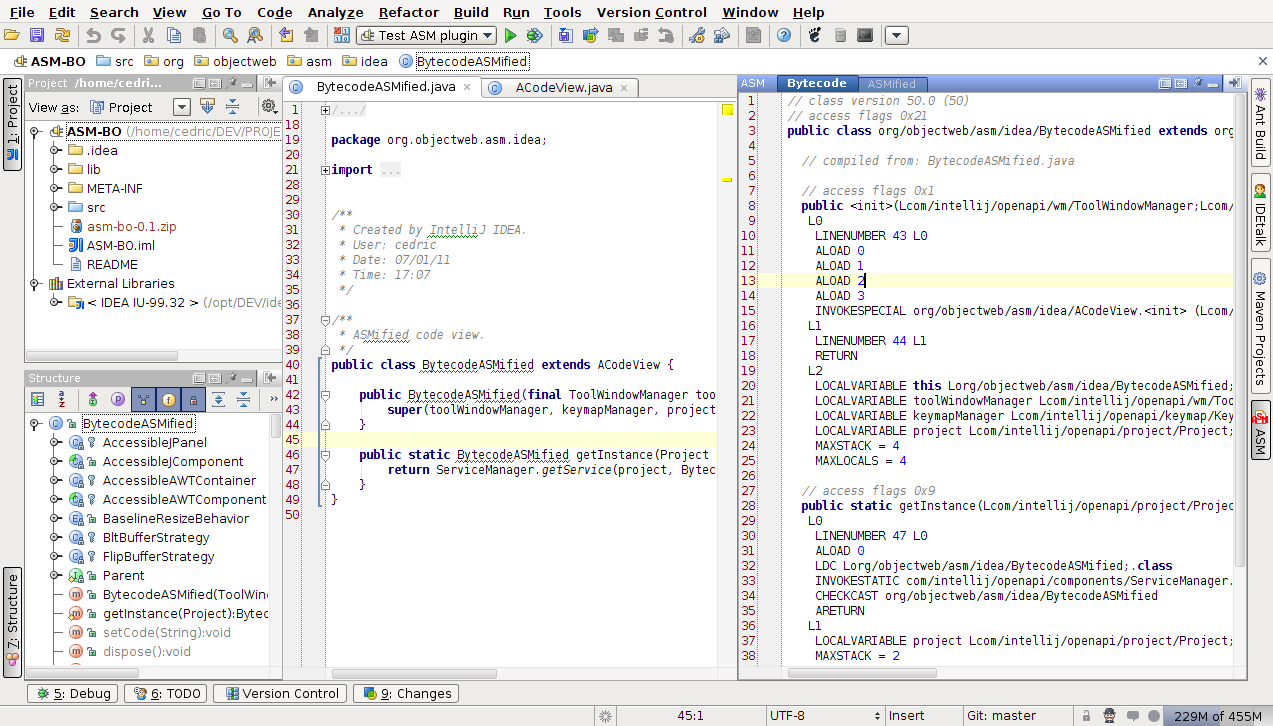 File Edit Search View Go To Code Analyze Refactor Build Run Tools Version Control Window Help
Test ASM plugin
ASM-BO src org objectweb asm idea BytecodeASMified
1: Project
7: Structure
Project /home/cedri...
View as: Project
ASM-BO (/home/cedric/DEV/PROJE
.idea
lib
META-INF
src
asm-bo-0.1.zip
ASM-BO.iml
README
External Libraries
< IDEA IU-99.32 > (/opt/DEV/ide
Structure
BytecodeASMified
AccessibleJPanel
AccessibleJComponent
AccessibleAWTContainer
AccessibleAWTComponent
BaselineResizeBehavior
BltBufferStrategy
FlipBufferStrategy
Parent
BytecodeASMified(ToolWin
getInstance(Project):Bytec
setCode(String):void
dispose():void
BytecodeASMified.java ACodeView.java
1 /.../
18
19 package org.objectweb.asm.idea;
20
21 import ...
28
29
30 /**
31 * Created by IntelliJ IDEA.
32 * User: cedric
33 * Date: 07/01/11
34 * Time: 17:07
35 */
36
37 /**
38 * ASMified code view.
39 */
40 public class BytecodeASMified extends ACodeView {
41
42 public BytecodeASMified(final ToolWindowManager too
43 super(toolWindowManager, keymapManager, project
44 }
45
46 public static BytecodeASMified getInstance(Project
47 return ServiceManager.getService(project, Bytec
48 }
49 }
50
ASM Bytecode ASMified
1 // class version 50.0 (50)
2 // access flags 0x21
3 public class org/objectweb/asm/idea/BytecodeASMified extends org
4
5 // compiled from: BytecodeASMified.java
6
7 // access flags 0x1
8 public <init>(Lcom/intellij/openapi/wm/ToolWindowManager;Lcom/
9 L0
10 LINENUMBER 43 L0
11 ALOAD 0
12 ALOAD 1
13 ALOAD 2
14 ALOAD 3
15 INVOKESPECIAL org/objectweb/asm/idea/ACodeView.<init> (Lcom/
16 L1
17 LINENUMBER 44 L1
18 RETURN
19 L2
20 LOCALVARIABLE this Lorg/objectweb/asm/idea/BytecodeASMified;
21 LOCALVARIABLE toolWindowManager Lcom/intellij/openapi/wm/Too
22 LOCALVARIABLE keymapManager Lcom/intellij/openapi/keymap/Key
23 LOCALVARIABLE project Lcom/intellij/openapi/project/Project;
24 MAXSTACK = 4
25 MAXLOCALS = 4
26
27 // access flags 0x9
28 public static getInstance(Lcom/intellij/openapi/project/Projec
29 L0
30 LINENUMBER 47 L0
31 ALOAD 0
32 LDC Lorg/objectweb/asm/idea/BytecodeASMified;.class
33 INVOKESTATIC com/intellij/openapi/components/ServiceManager.
34 CHECKCAST org/objectweb/asm/idea/BytecodeASMified
35 ARETURN
36 L1
37 LOCALVARIABLE project Lcom/intellij/openapi/project/Project;
38 MAXSTACK = 2
Ant Build
IDEtalk
Maven Projects
ASM
5: Debug 6: TODO Version Control 9: Changes
45:1 UTF-8 Insert Git: master 229M of 455M